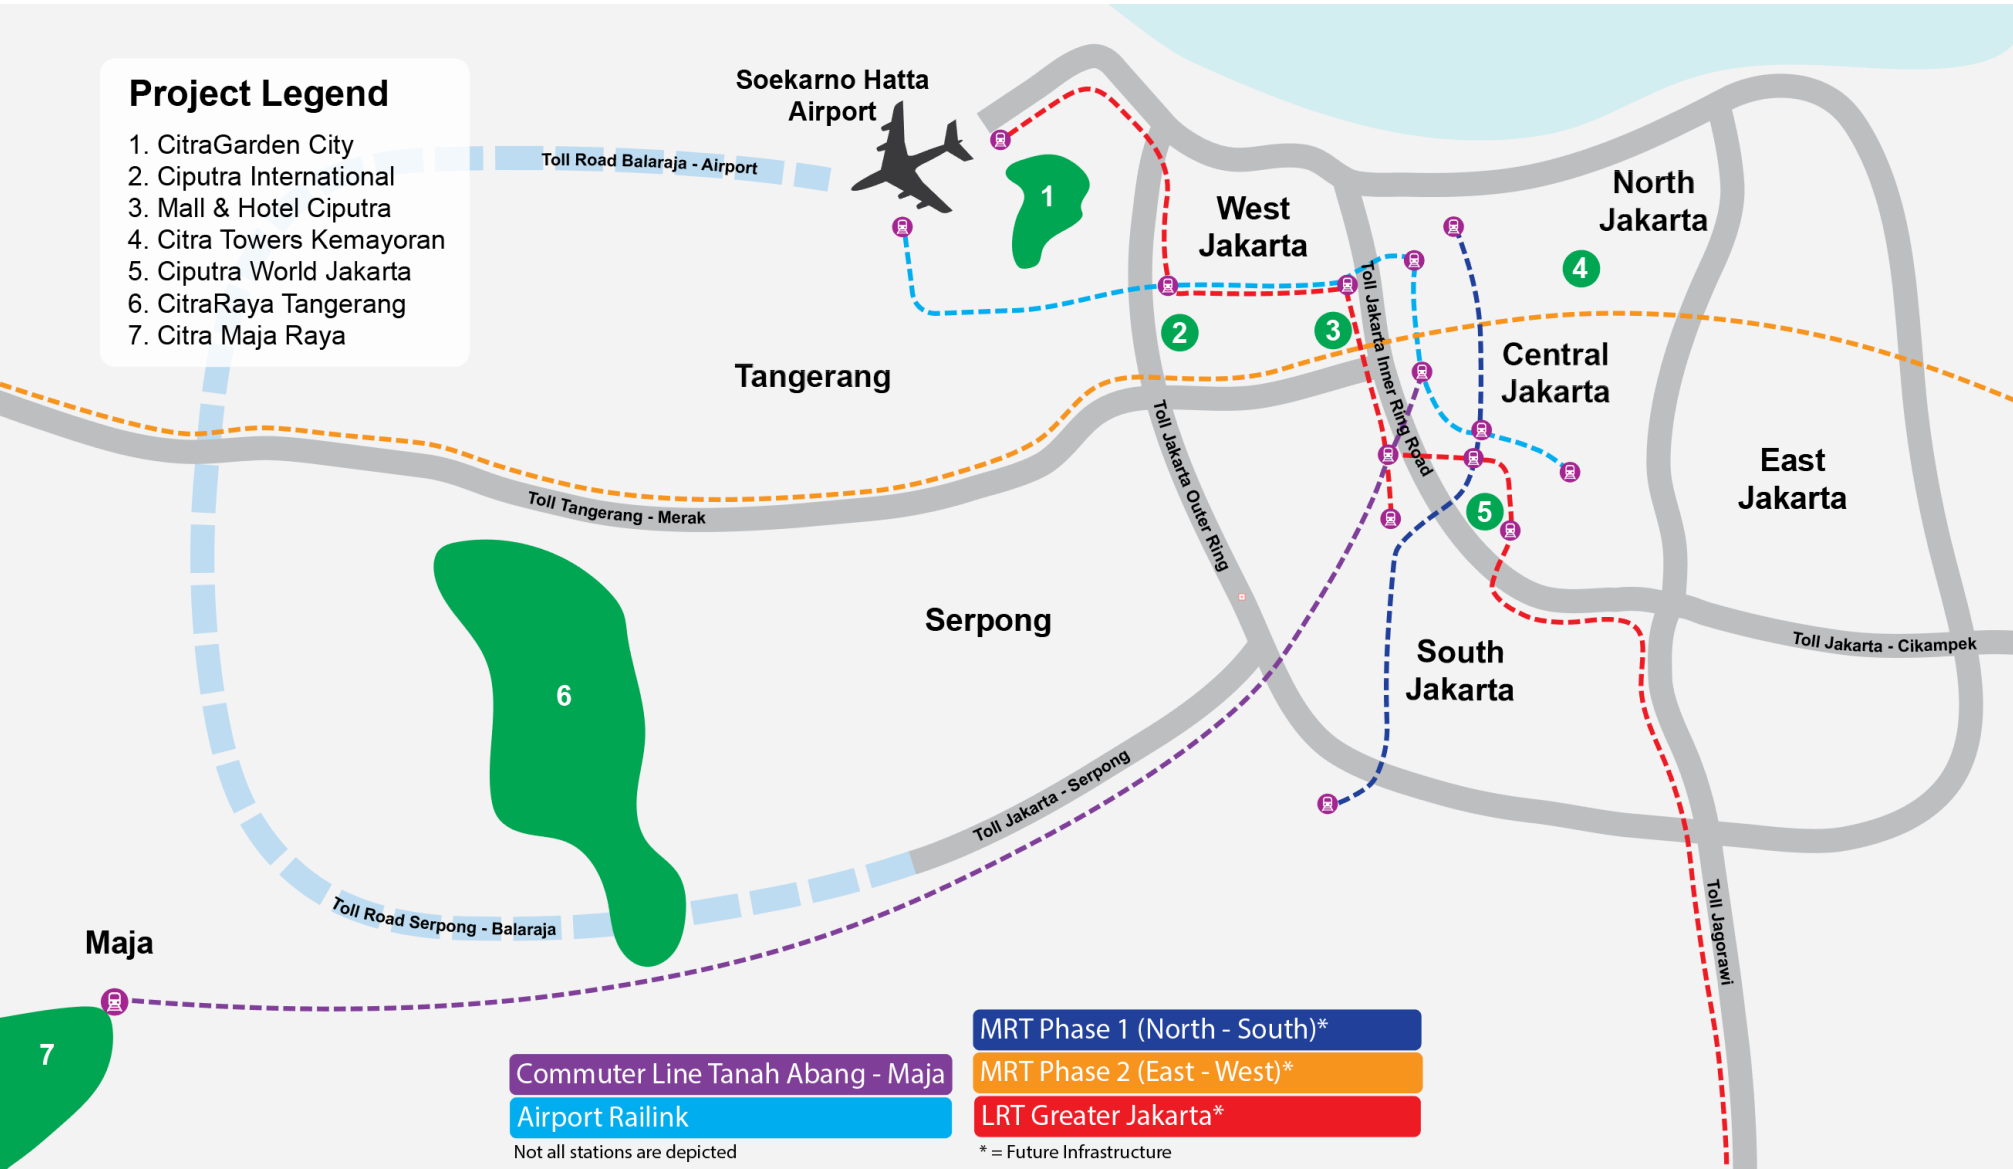 Project Legend
1. CitraGarden City
2. Ciputra International
3. Mall & Hotel Ciputra
4. Citra Towers Kemayoran
5. Ciputra World Jakarta
6. CitraRaya Tangerang
7. Citra Maja Raya
Soekarno Hatta
Airport
Toll Road Balaraja - Airport
1
West
Jakarta
North
Jakarta
4
2
3
Toll Jakarta Inner Ring Road
Central
Jakarta
Tangerang
Toll Jakarta Outer Ring
East
Jakarta
Toll Tangerang - Merak
5
Serpong
6
South
Jakarta
Toll Jakarta - Cikampek
Toll Jakarta - Serpong
Toll Road Serpong - Balaraja
Toll Jagorawi
Maja
7
Commuter Line Tanah Abang - Maja
Airport Railink
Not all stations are depicted
MRT Phase 1 (North - South)*
MRT Phase 2 (East - West)*
LRT Greater Jakarta*
* = Future Infrastructure